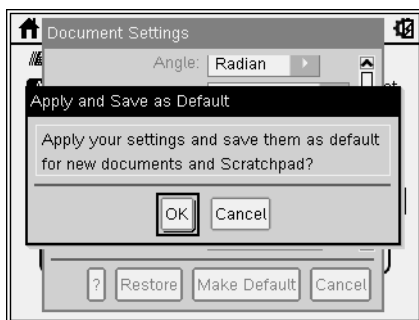 Document Settings
Angle: Radian
Apply and Save as Default
Apply your settings and save them as default
for new documents and Scratchpad?
OK Cancel
? Restore Make Default Cancel